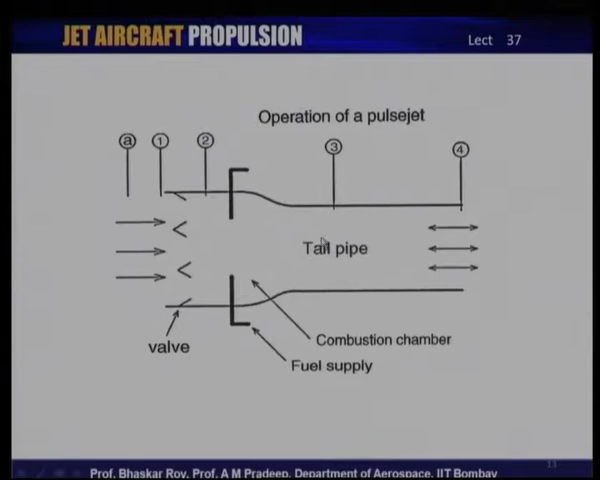 JET AIRCRAFT PROPULSION
Lect 37
Operation of a pulsejet
a 1 2 3 4
Tail pipe
Combustion chamber
valve
Fuel supply
13
Prof. Bhaskar Roy, Prof. A M Pradeep, Department of Aerospace, IIT Bombay